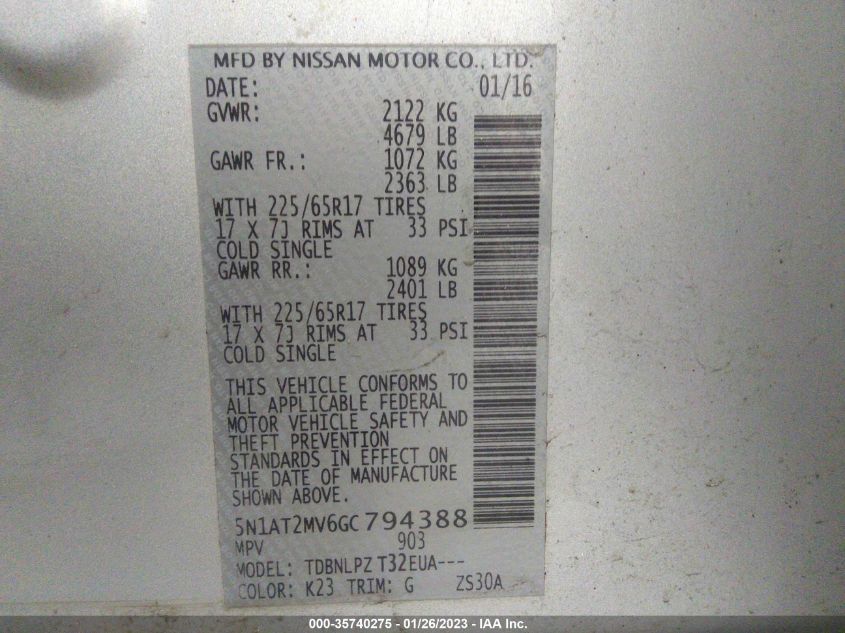 MFD BY NISSAN MOTOR CO., LTD.
DATE: 01/16
GVWR: 2122 KG
4679 LB
GAWR FR.: 1072 KG
2363 LB
WITH 225/65R17 TIRES
17 X 7J RIMS AT 33 PSI
COLD SINGLE
GAWR RR.: 1089 KG
2401 LB
WITH 225/65R17 TIRES
17 X 7J RIMS AT 33 PSI
COLD SINGLE
THIS VEHICLE CONFORMS TO
ALL APPLICABLE FEDERAL
MOTOR VEHICLE SAFETY AND
THEFT PREVENTION
STANDARDS IN EFFECT ON
THE DATE OF MANUFACTURE
SHOWN ABOVE.
5N1AT2MV6GC794388
MPV 903
MODEL: TDBNLPZ T32EUA---
COLOR: K23 TRIM: G ZS30A
000-35740275 - 01/26/2023 - IAA Inc.